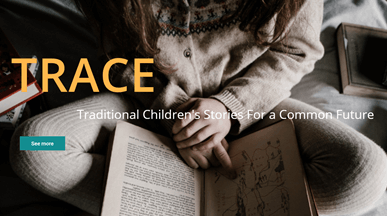 TRACE
Traditional Children's Stories For a Common Future
See more